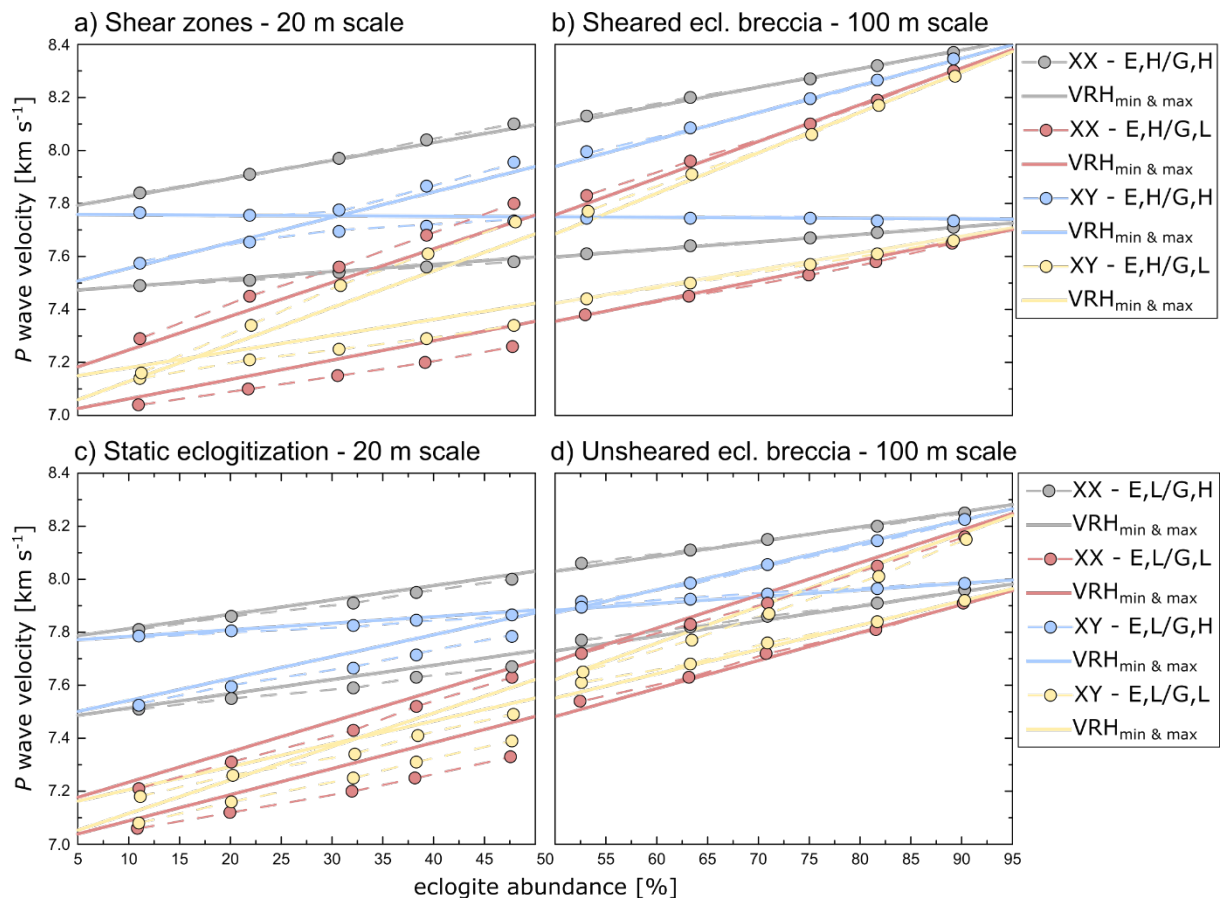 a) Shear zones - 20 m scale
b) Sheared ecl. breccia - 100 m scale
8.4
8.2
8.0
7.8
7.6
7.4
7.2
7.0
P wave velocity [km s-1]
XX - E,H/G,H
VRHmin & max
XX - E,H/G,L
VRHmin & max
XY - E,H/G,H
VRHmin & max
XY - E,H/G,L
VRHmin & max
c) Static eclogitization - 20 m scale
d) Unsheared ecl. breccia - 100 m scale
8.4
8.2
8.0
7.8
7.6
7.4
7.2
7.0
P wave velocity [km s-1]
XX - E,L/G,H
VRHmin & max
XX - E,L/G,L
VRHmin & max
XY - E,L/G,H
VRHmin & max
XY - E,L/G,L
VRHmin & max
5 10 15 20 25 30 35 40 45 50 55 60 65 70 75 80 85 90 95
eclogite abundance [%]